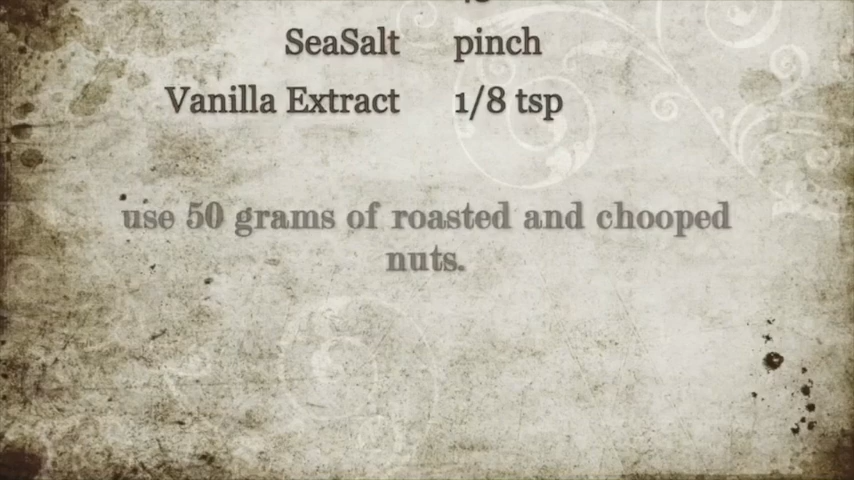 SeaSalt pinch
Vanilla Extract 1/8 tsp
use 50 grams of roasted and chooped
nuts.